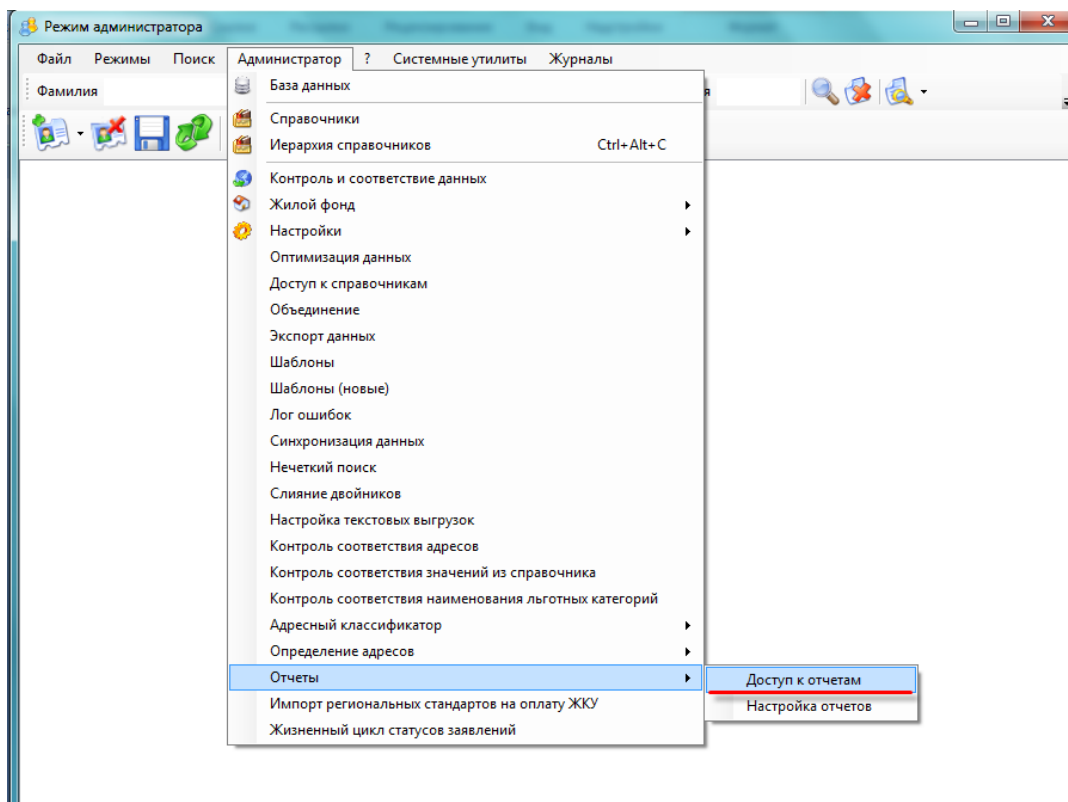 Режим администратора
Файл Режимы Поиск Администратор ? Системные утилиты Журналы
Фамилия
База данных
Справочники
Иерархия справочников Ctrl+Alt+C
Контроль и соответствие данных
Жилой фонд
Настройки
Оптимизация данных
Доступ к справочникам
Объединение
Экспорт данных
Шаблоны
Шаблоны (новые)
Лог ошибок
Синхронизация данных
Нечеткий поиск
Слияние двойников
Настройка текстовых выгрузок
Контроль соответствия адресов
Контроль соответствия значений из справочника
Контроль соответствия наименования льготных категорий
Адресный классификатор
Определение адресов
Отчеты
Доступ к отчетам
Импорт региональных стандартов на оплату ЖКУ
Настройка отчетов
Жизненный цикл статусов заявлений